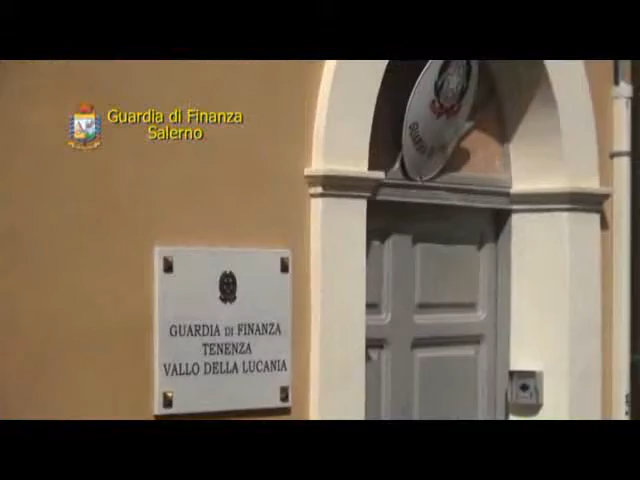 Guardia di Finanza
Salerno
GUARDIA DI FINANZA
TENENZA
VALLO DELLA LUCANIA